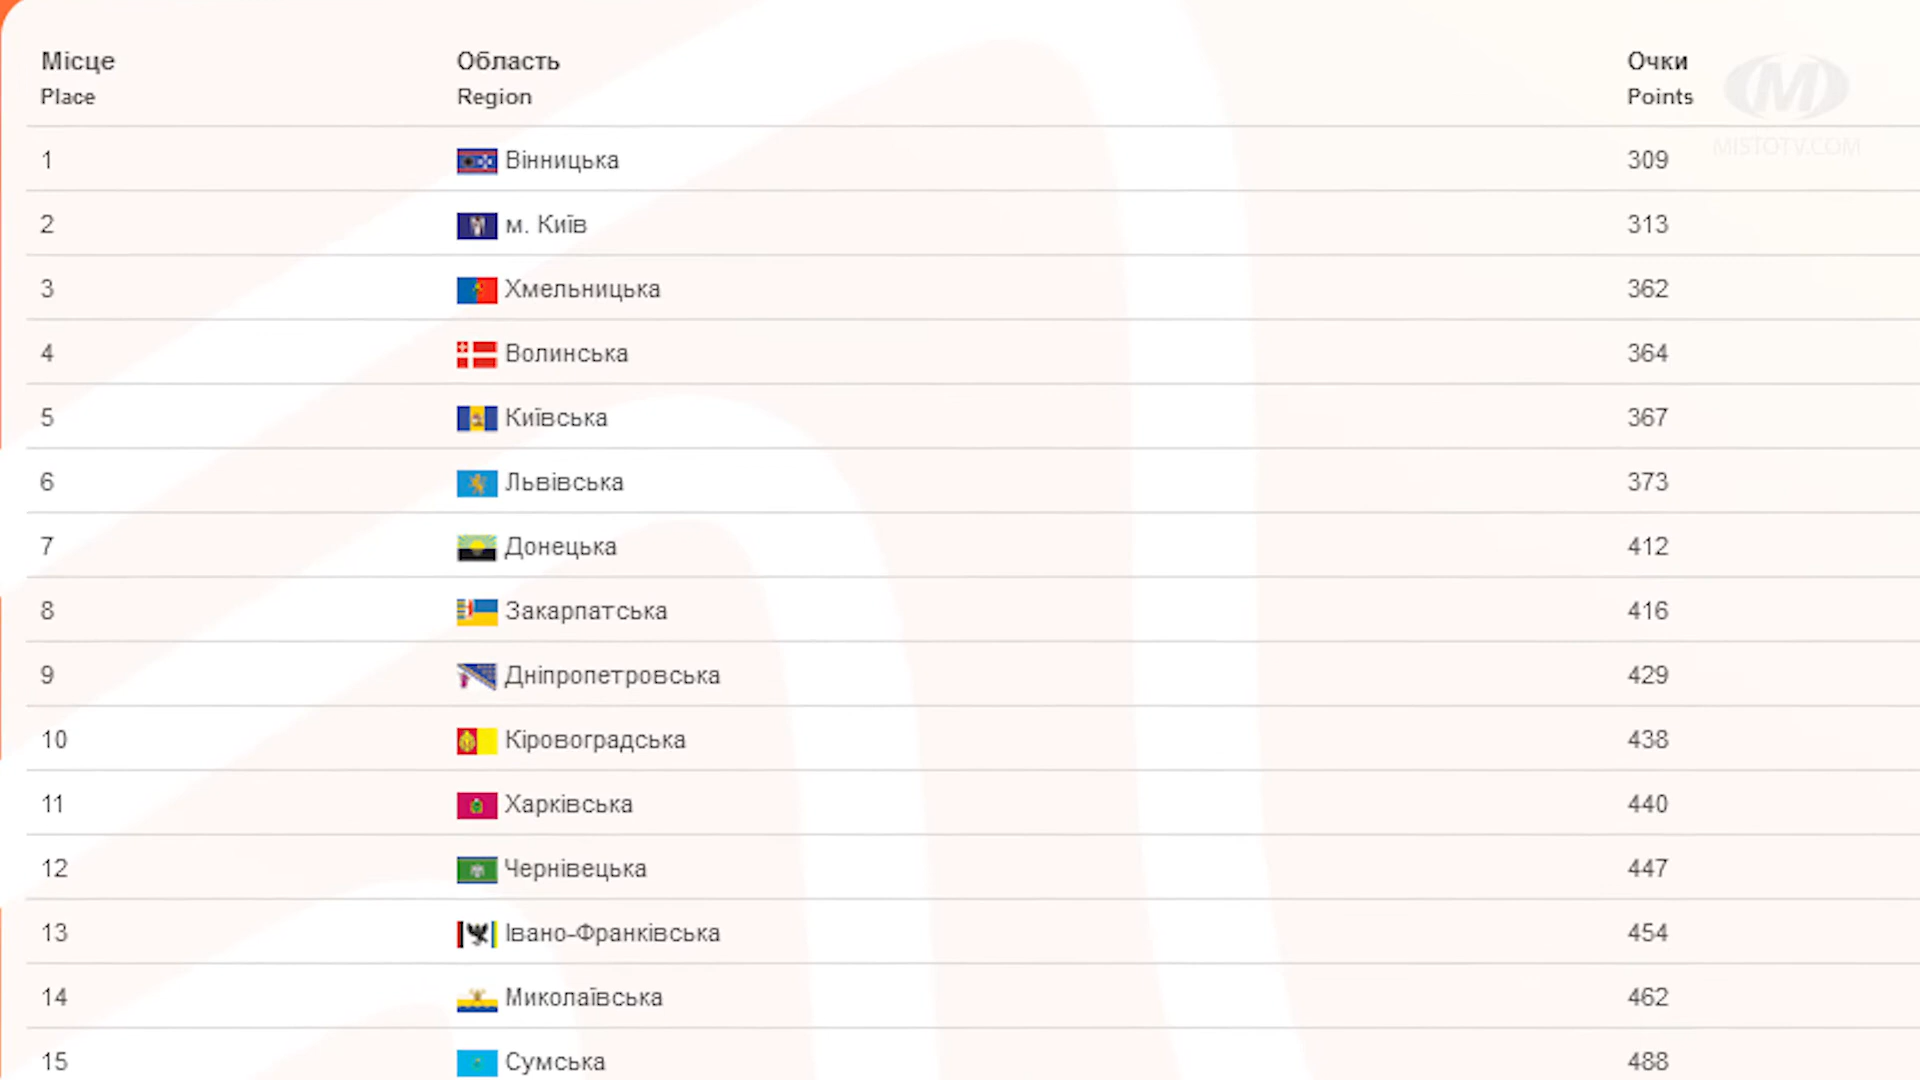 Місце Область Очки
Place Region Points
1 Вінницька 309
2 м. Київ 313
3 Хмельницька 362
4 Волинська 364
5 Київська 367
6 Львівська 373
7 Донецька 412
8 Закарпатська 416
9 Дніпропетровська 429
10 Кіровоградська 438
11 Харківська 440
12 Чернівецька 447
13 Івано-Франківська 454
14 Миколаївська 462
15 Сумська 488
M
MISTOTV.COM